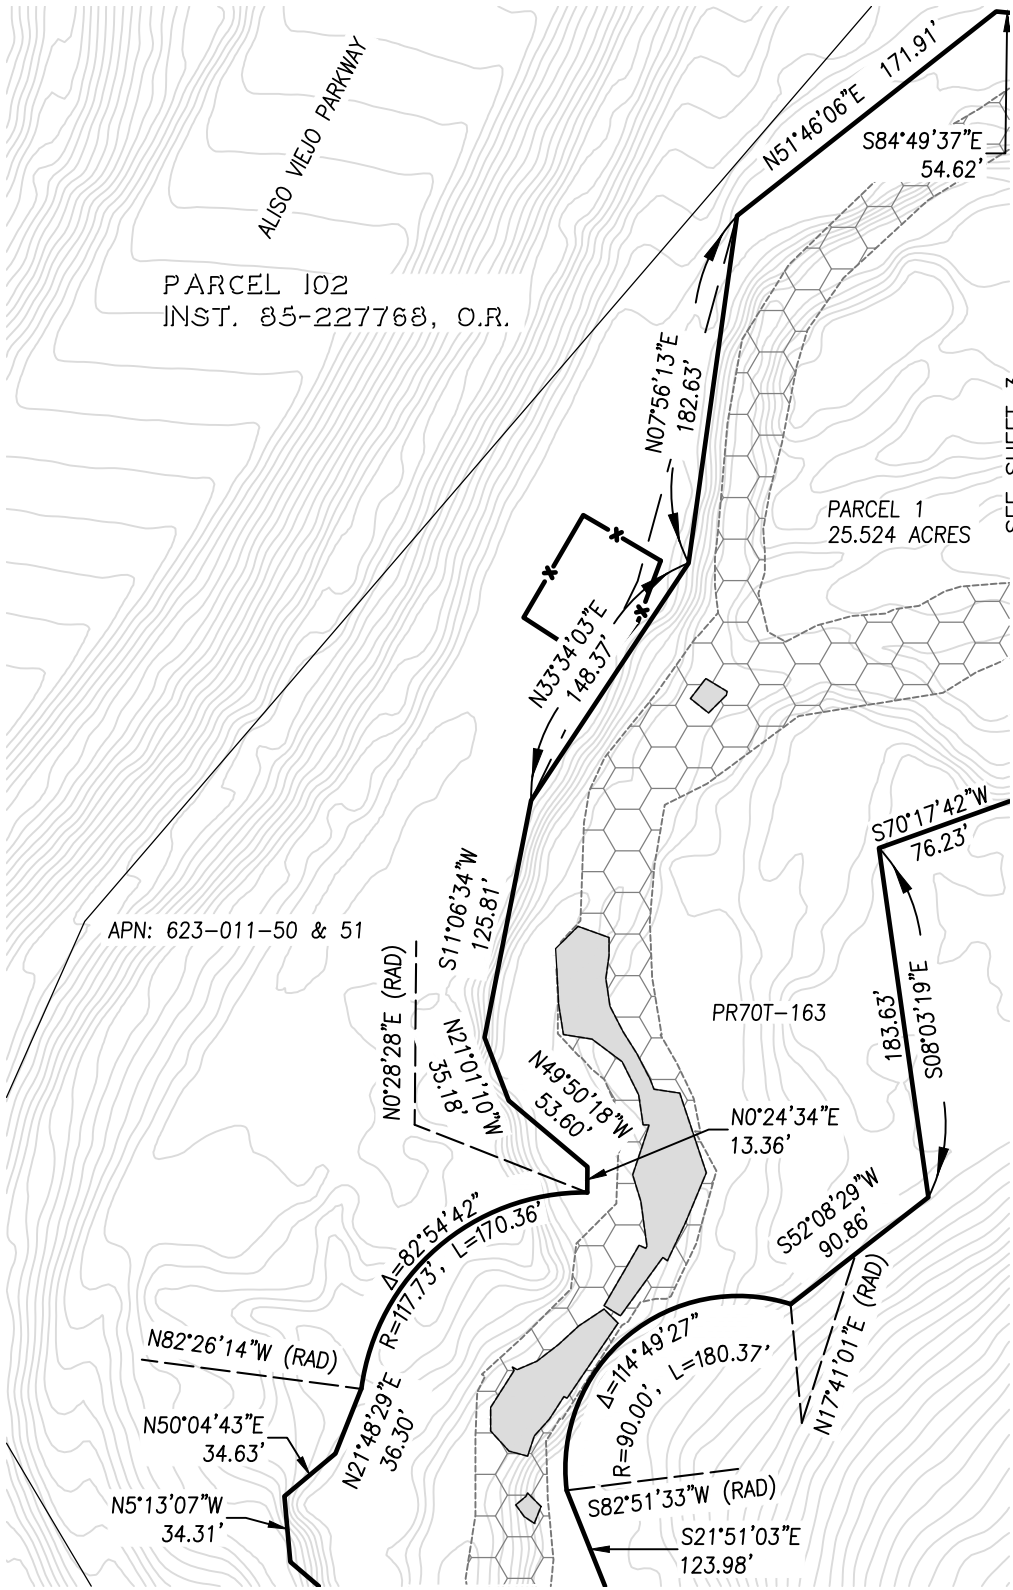 ALISO VIEJO PARKWAY
N51°46'06"E 171.91'
S84°49'37"E
54.62'
PARCEL 102
INST. 85-227768, O.R.
N07°56'13"E
182.63'
PARCEL 1
25.524 ACRES
N33°34'03"E
148.37'
S70°17'42"W
76.23'
S11°06'34"W
125.81'
APN: 623-011-50 & 51
N0°28'28"E (RAD)
N21°01'10"W
35.18'
N49°50'18"W
53.60'
PR70T-163
183.63'
S08°03'19"E
N0°24'34"E
13.36'
S52°08'29"W
90.86'
Δ=82°54'42"
R=117.73', L=170.36'
N82°26'14"W (RAD)
N21°48'29"E
36.30'
N50°04'43"E
34.63'
N5°13'07"W
34.31'
Δ=114°49'27"
R=90.00', L=180.37'
N17°41'01"E (RAD)
S82°51'33"W (RAD)
S21°51'03"E
123.98'